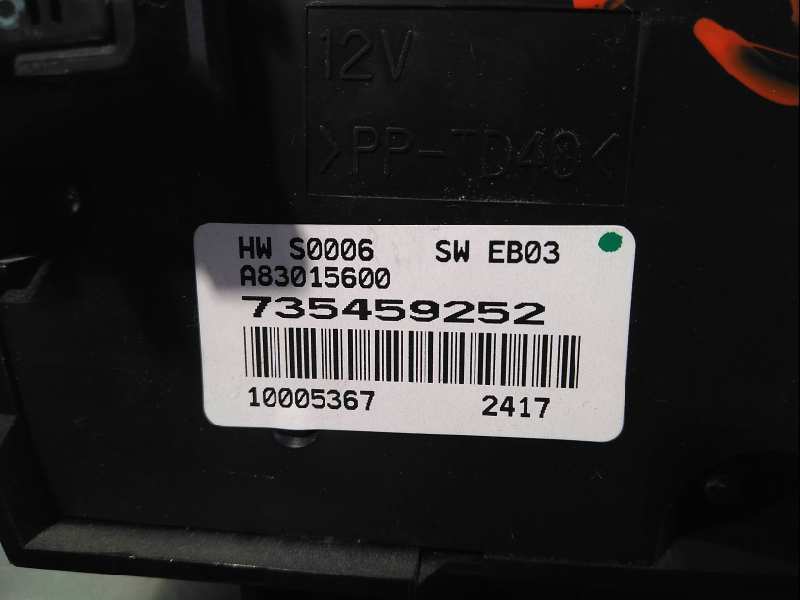 12V
>PP-TD40<
HW S0006 SW EB03
A83015600
735459252
10005367 2417